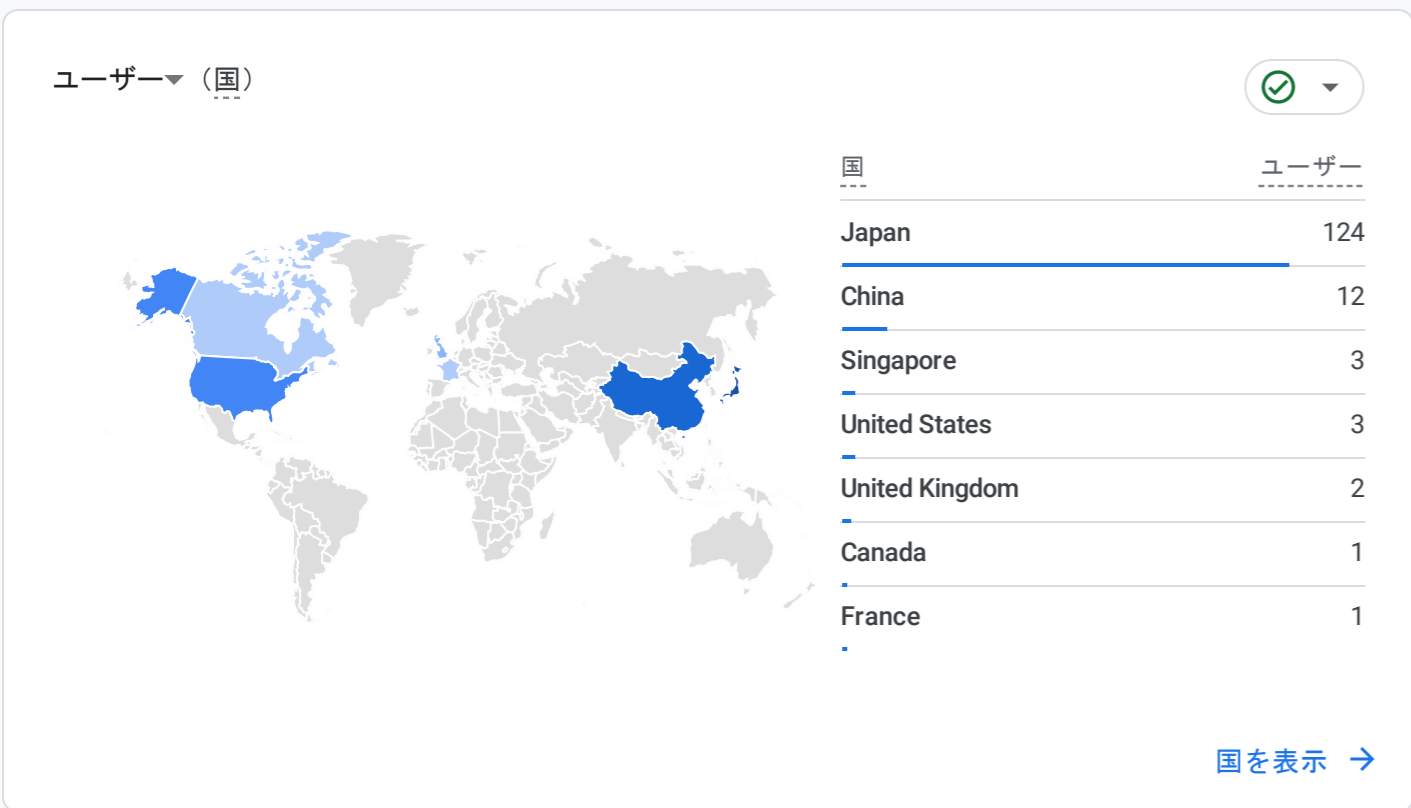 ユーザー（国）
国 ユーザー
Japan 124
China 12
Singapore 3
United States 3
United Kingdom 2
Canada 1
France 1
国を表示